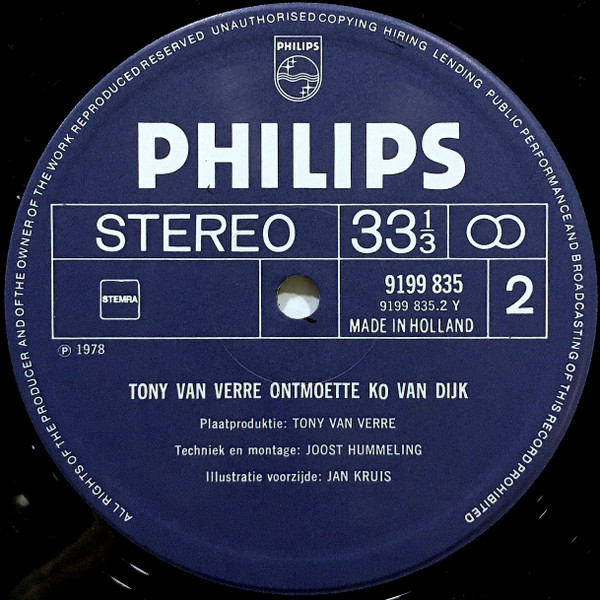 ALL RIGHTS OF THE PRODUCER AND OF THE OWNER OF THE WORK REPRODUCED RESERVED UNAUTHORISED COPYING HIRING LENDING PUBLIC PERFORMANCE AND BROADCASTING OF THIS RECORD PROHIBITED
PHILIPS
PHILIPS
STEREO
33 1/3
STEMRA
9199 835
9199 835.2 Y
MADE IN HOLLAND
2
℗ 1978
TONY VAN VERRE ONTMOETTE KO VAN DIJK
Plaatproduktie: TONY VAN VERRE
Techniek en montage: JOOST HUMMELING
Illustratie voorzijde: JAN KRUIS